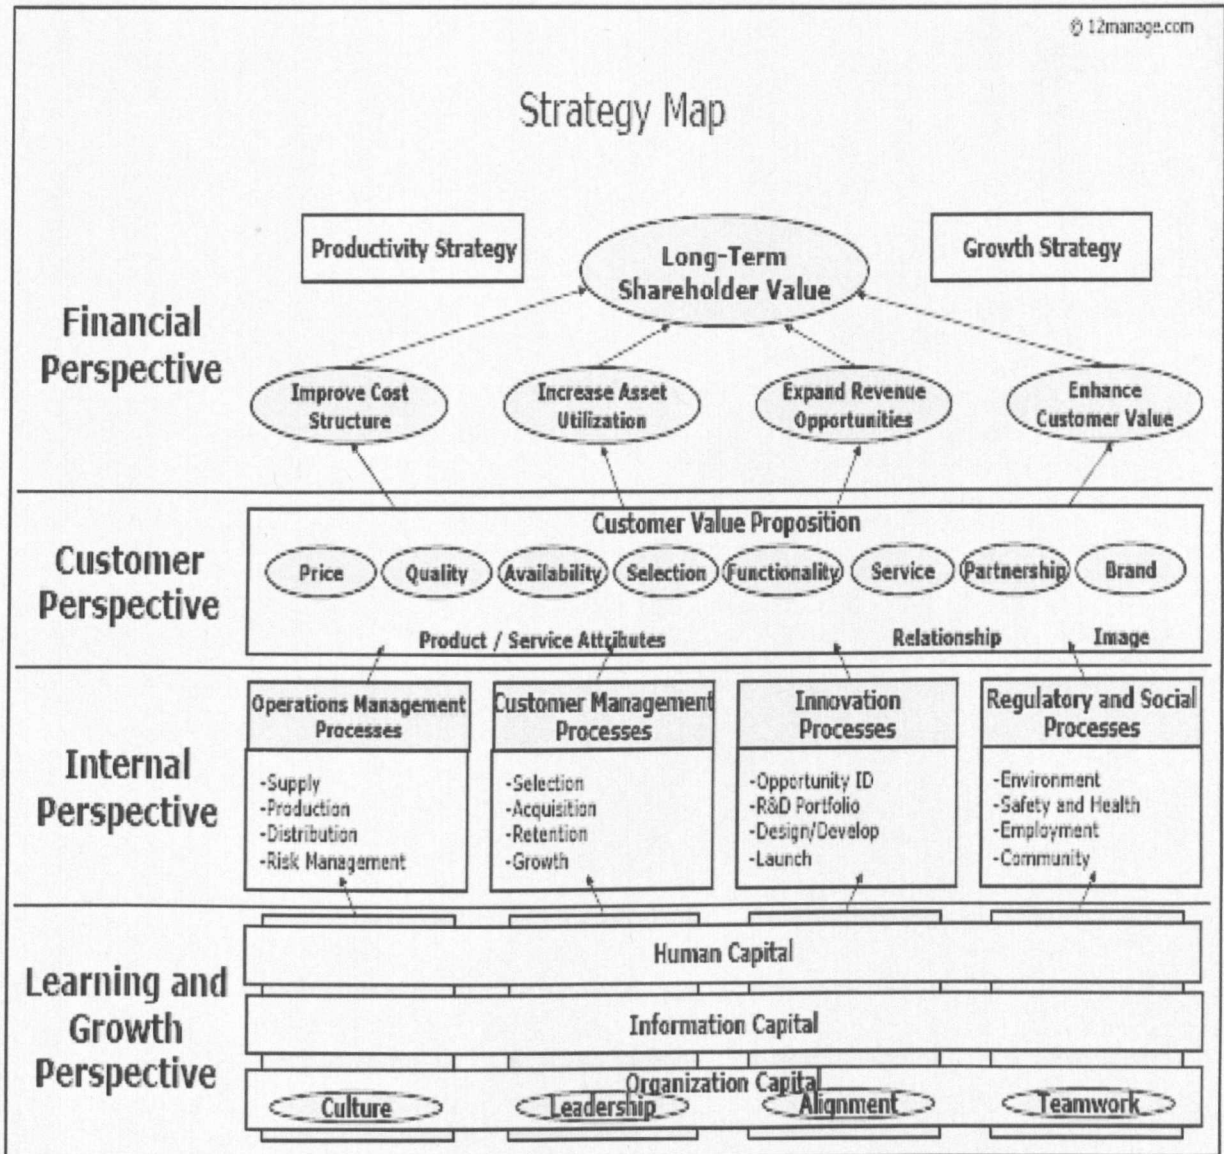 © 12manage.com
Strategy Map
Productivity Strategy
Long-Term
Shareholder Value
Growth Strategy
Financial
Perspective
Improve Cost
Structure
Increase Asset
Utilization
Expand Revenue
Opportunities
Enhance
Customer Value
Customer
Perspective
Customer Value Proposition
Price
Quality
Availability
Selection
Functionality
Service
Partnership
Brand
Product / Service Attributes
Relationship
Image
Internal
Perspective
Operations Management
Processes
-Supply
-Production
-Distribution
-Risk Management
Customer Management
Processes
-Selection
-Acquisition
-Retention
-Growth
Innovation
Processes
-Opportunity ID
-R&D Portfolio
-Design/Develop
-Launch
Regulatory and Social
Processes
-Environment
-Safety and Health
-Employment
-Community
Learning and
Growth
Perspective
Human Capital
Information Capital
Organization Capital
Culture
Leadership
Alignment
Teamwork